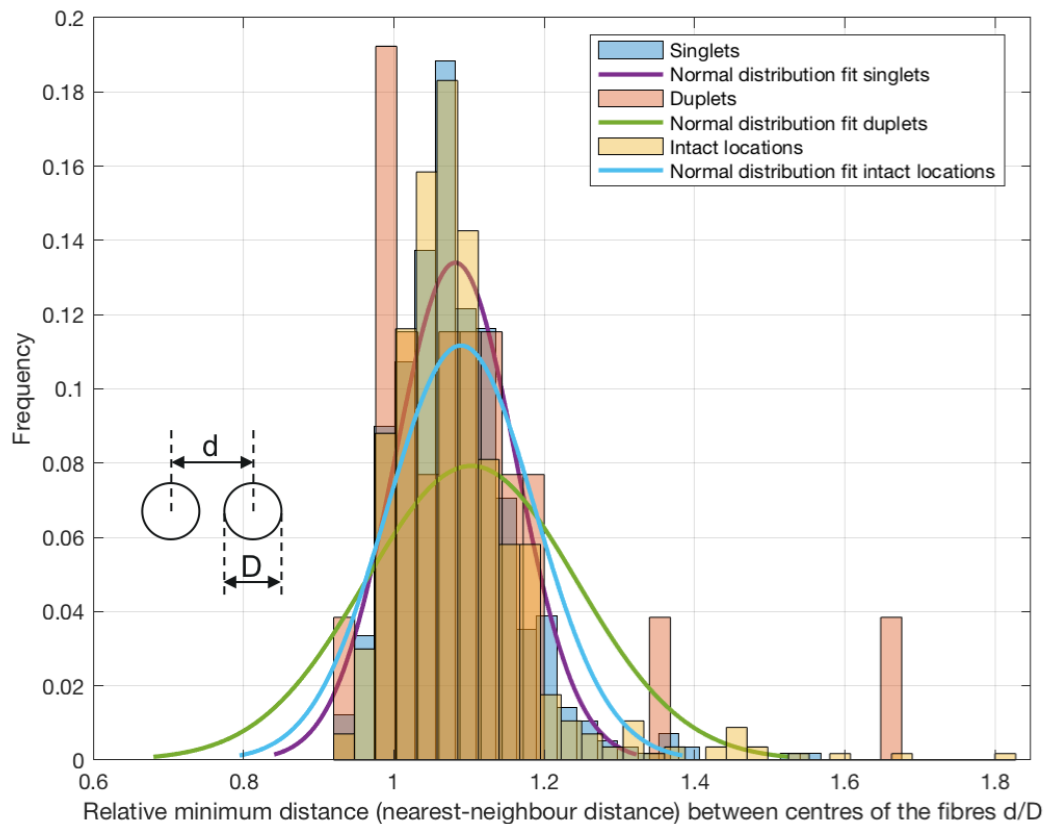 0.2
0.18
0.16
0.14
0.12
0.1
0.08
0.06
0.04
0.02
0
Frequency
Singlets
Normal distribution fit singlets
Duplets
Normal distribution fit duplets
Intact locations
Normal distribution fit intact locations
d
D
0.6
0.8
1
1.2
1.4
1.6
1.8
Relative minimum distance (nearest-neighbour distance) between centres of the fibres d/D